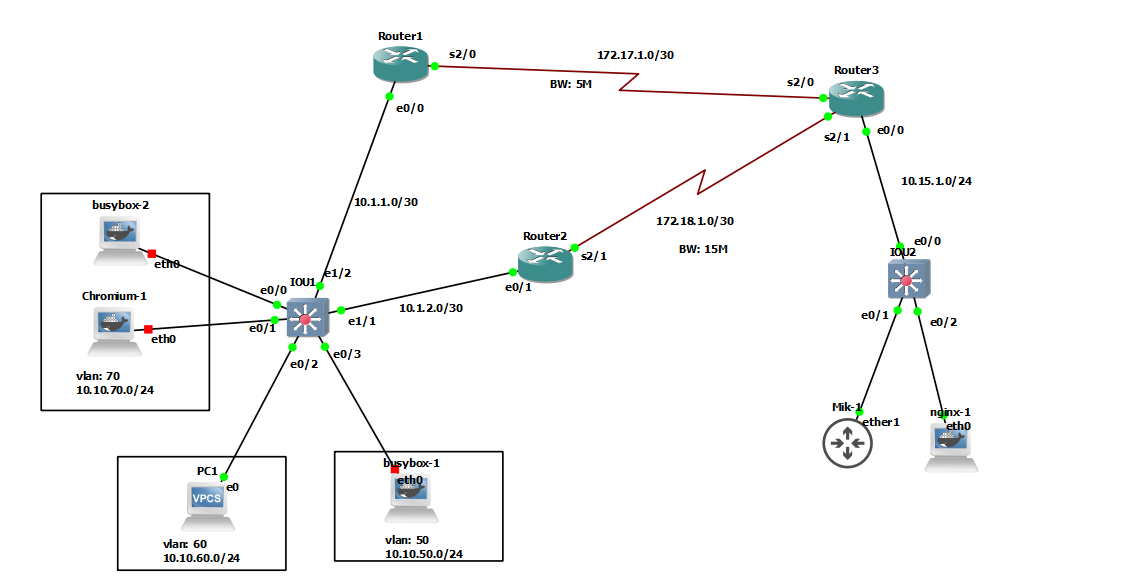 Router1
s2/0
172.17.1.0/30
BW: 5M
Router3
s2/0
s2/1
e0/0
e0/0
10.15.1.0/24
10.1.1.0/30
172.18.1.0/30
BW: 15M
busybox-2
eth0
Router2
s2/1
e0/1
e0/0
IOU2
IOU1
e1/2
e0/0
Chromium-1
eth0
e0/1
e1/1
10.1.2.0/30
e0/1
e0/2
e0/2
e0/3
vlan: 70
10.10.70.0/24
Mik-1
ether1
nginx-1
eth0
PC1
e0
VPCS
busybox-1
eth0
vlan: 60
10.10.60.0/24
vlan: 50
10.10.50.0/24